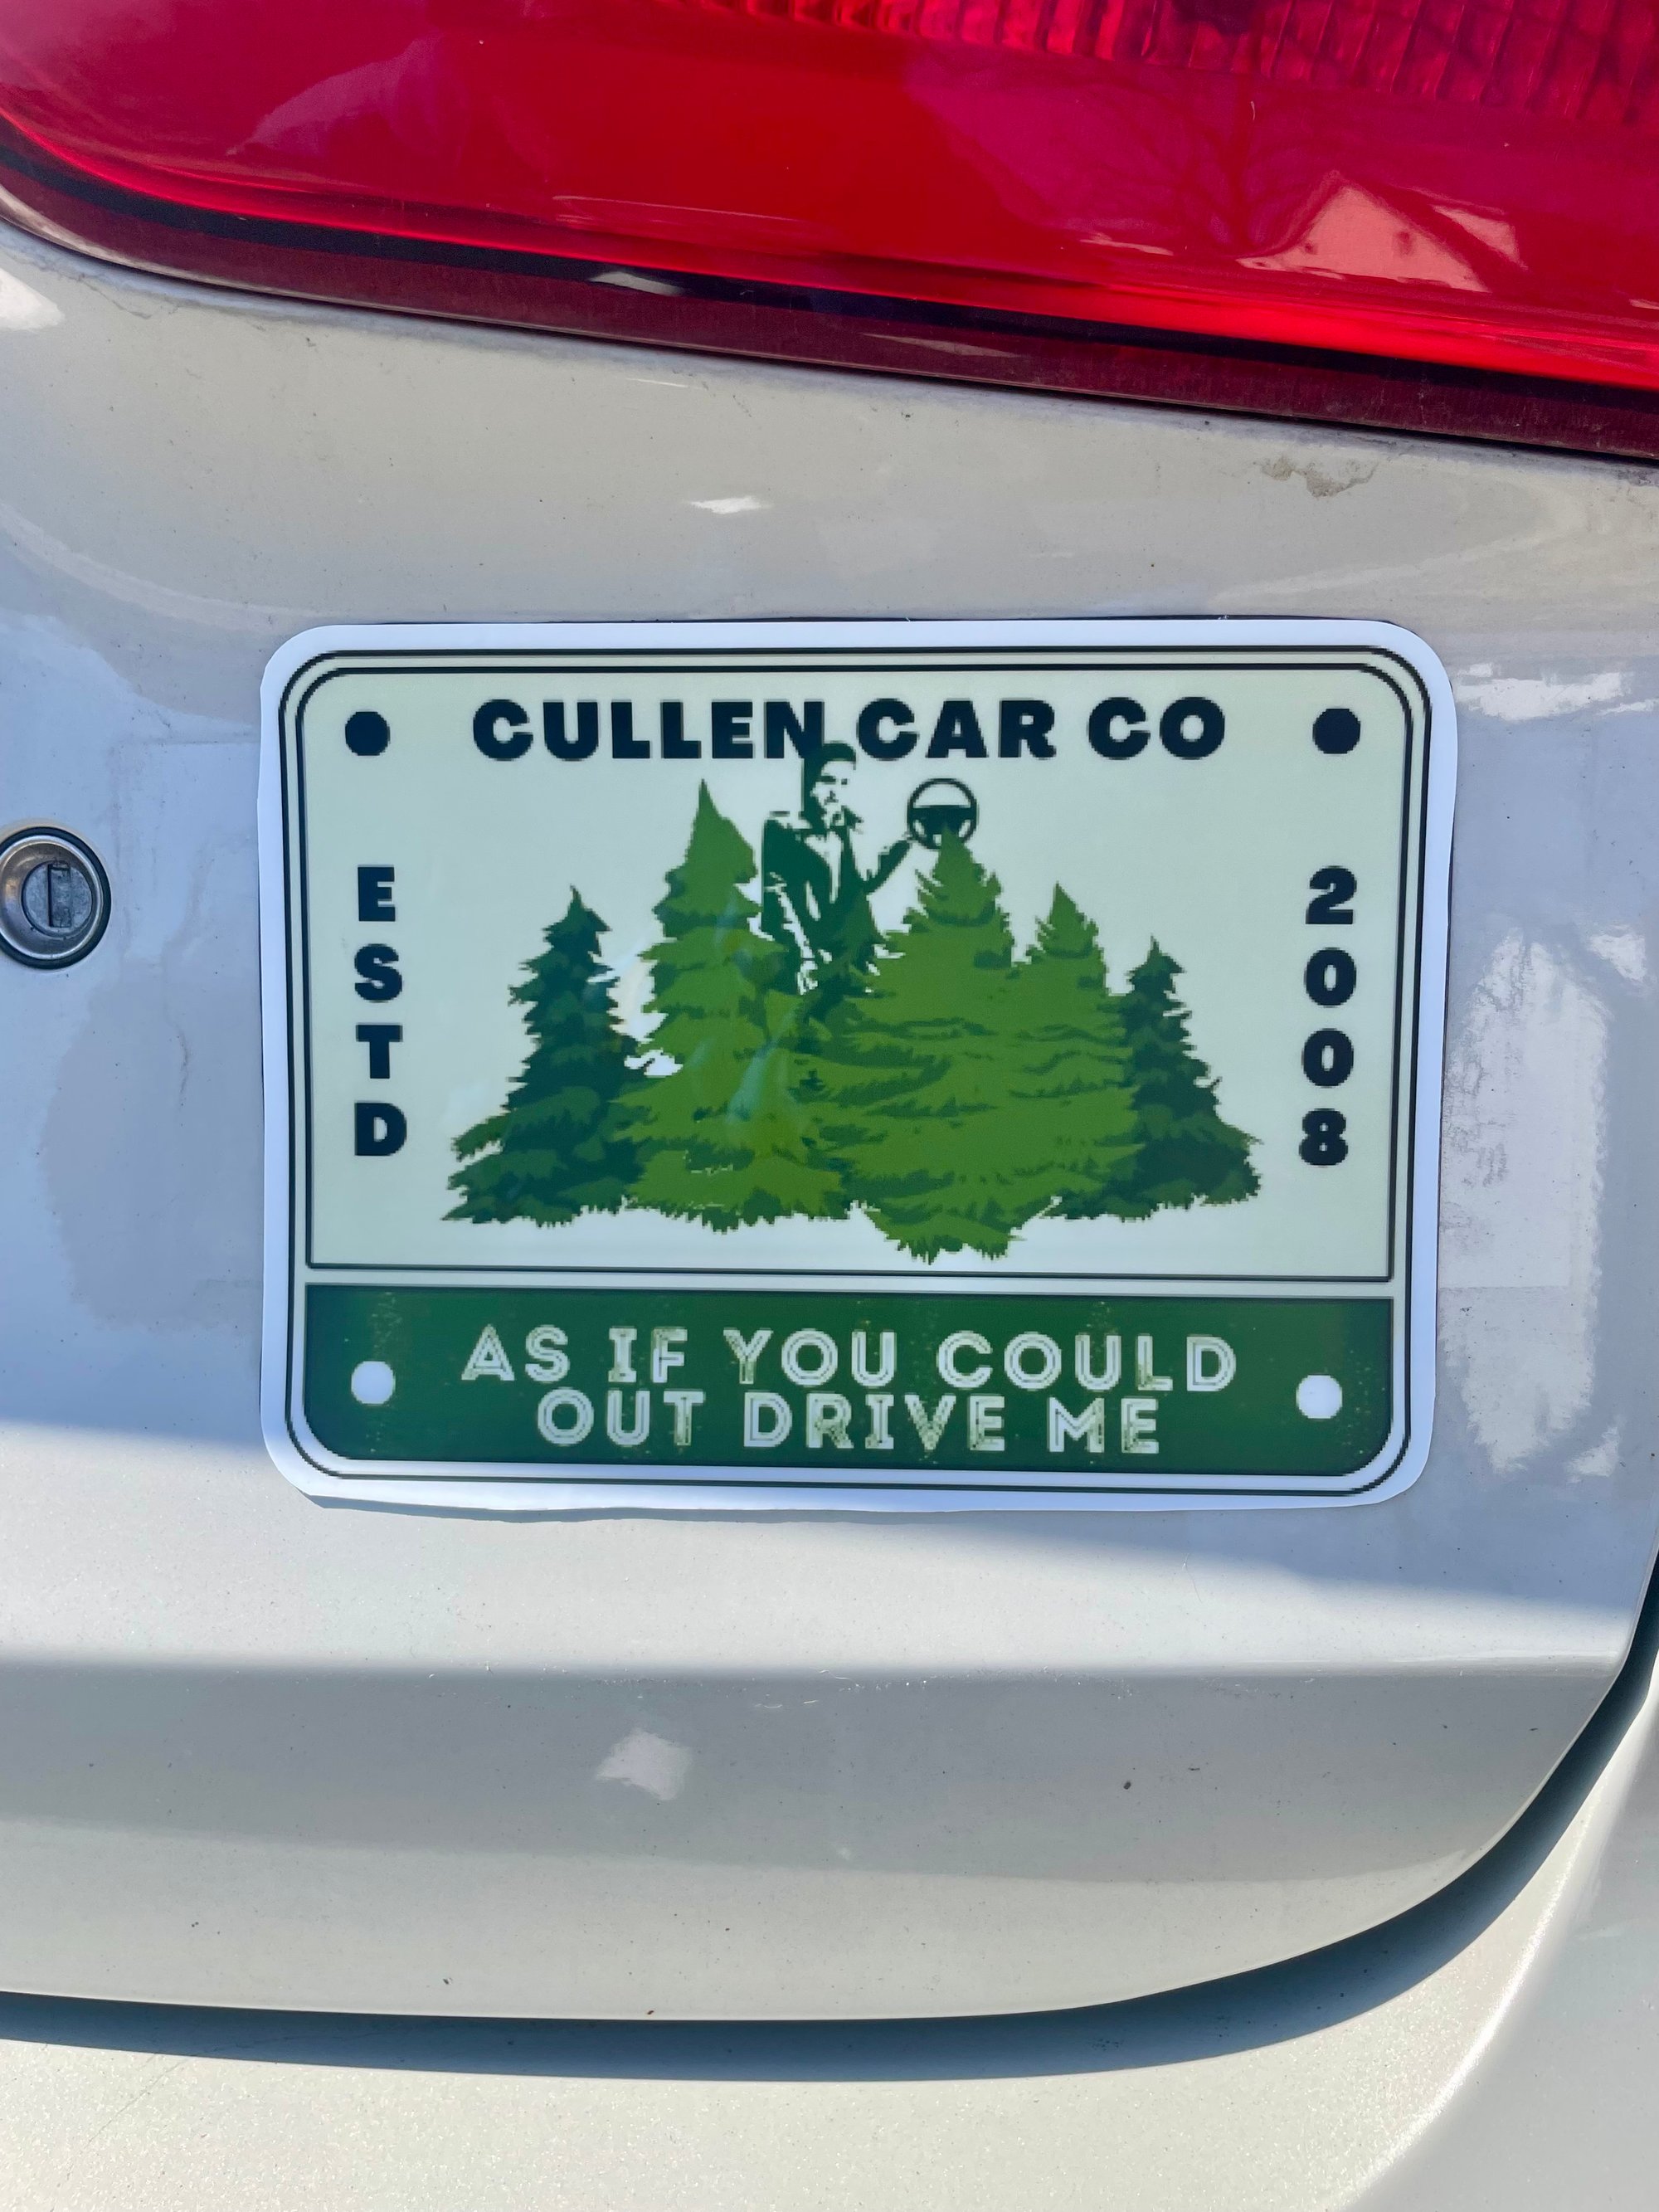 CULLEN CAR CO
ESTD
2008
AS IF YOU COULD
OUT DRIVE ME